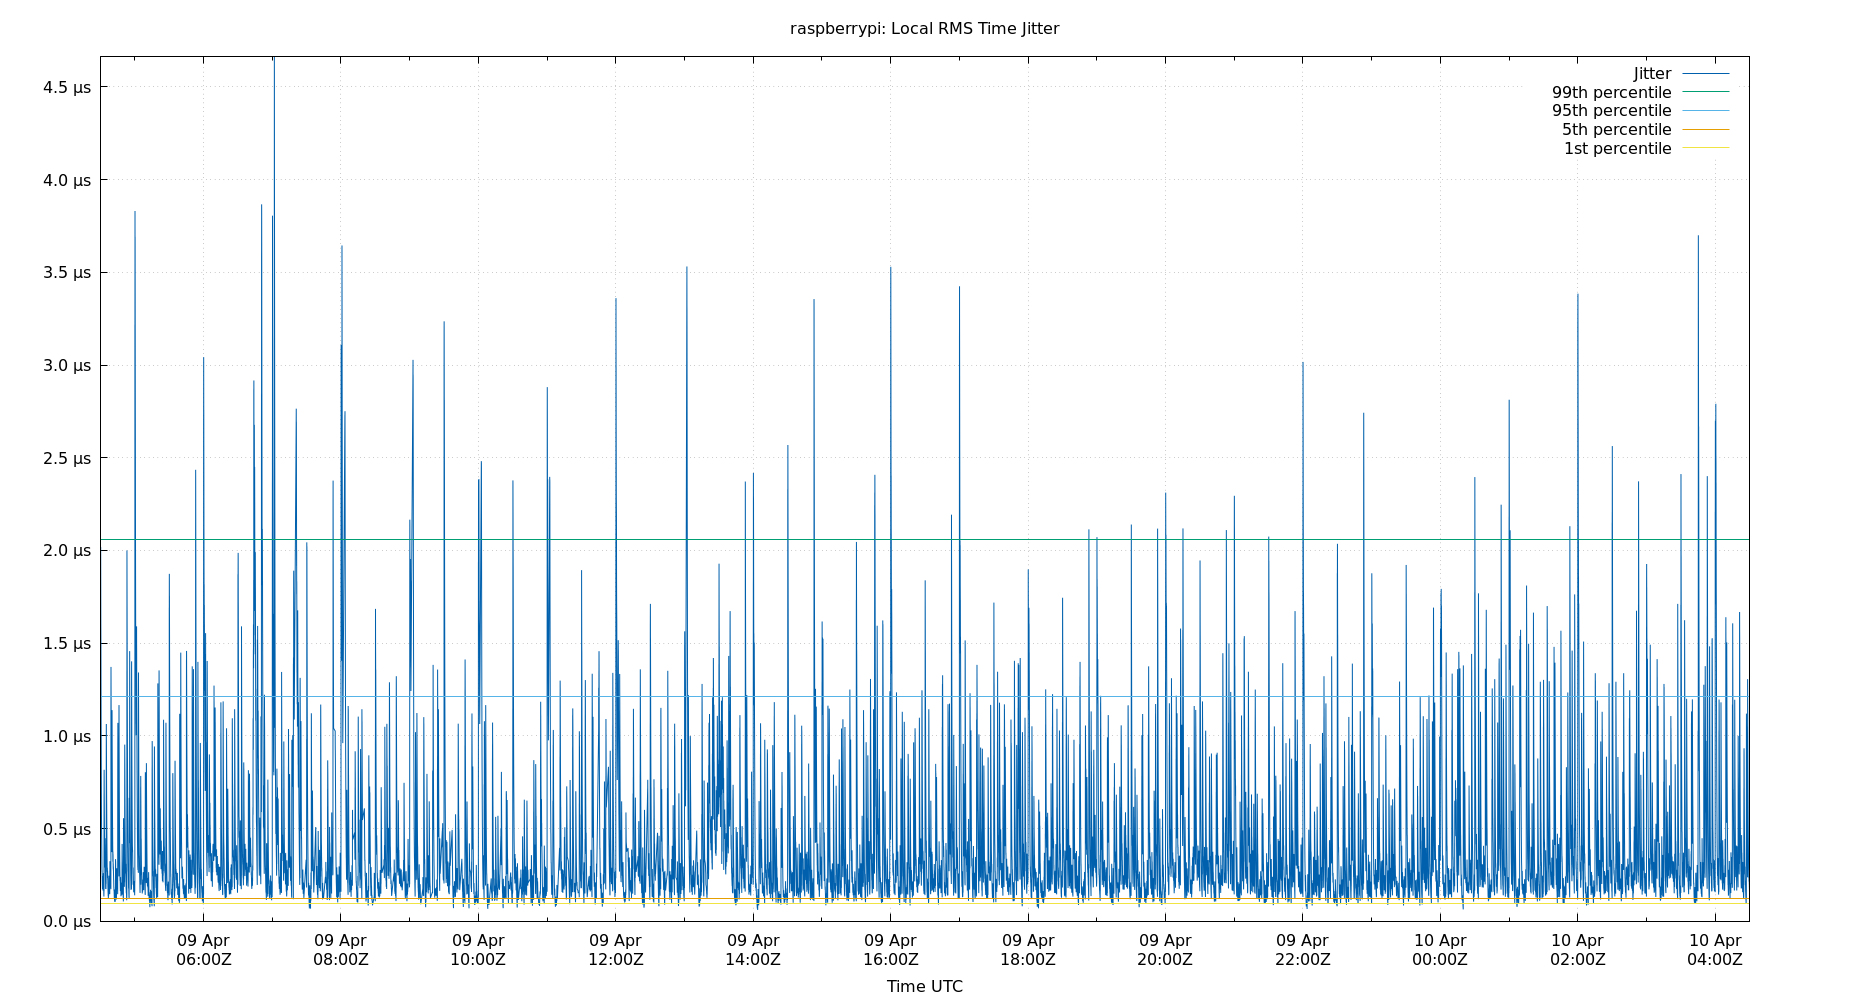 raspberrypi: Local RMS Time Jitter
Jitter
99th percentile
95th percentile
5th percentile
1st percentile
4.5 µs
4.0 µs
3.5 µs
3.0 µs
2.5 µs
2.0 µs
1.5 µs
1.0 µs
0.5 µs
0.0 µs
09 Apr 09 Apr 09 Apr 09 Apr 09 Apr 09 Apr 09 Apr 09 Apr 09 Apr 10 Apr 10 Apr 10 Apr
06:00Z 08:00Z 10:00Z 12:00Z 14:00Z 16:00Z 18:00Z 20:00Z 22:00Z 00:00Z 02:00Z 04:00Z
Time UTC